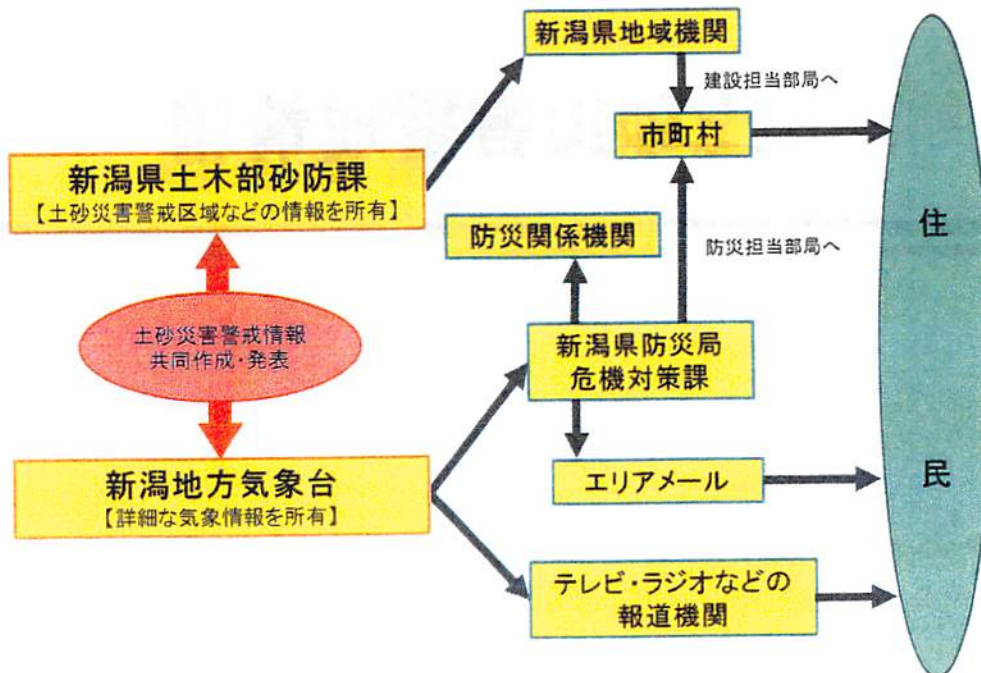 新潟県地域機関
建設担当部局へ
市町村
新潟県土木部砂防課
【土砂災害警戒区域などの情報を所有】
防災関係機関
防災担当部局へ
住
土砂災害警戒情報
共同作成・発表
新潟県防災局
危機対策課
新潟地方気象台
【詳細な気象情報を所有】
エリアメール
民
テレビ・ラジオなどの
報道機関